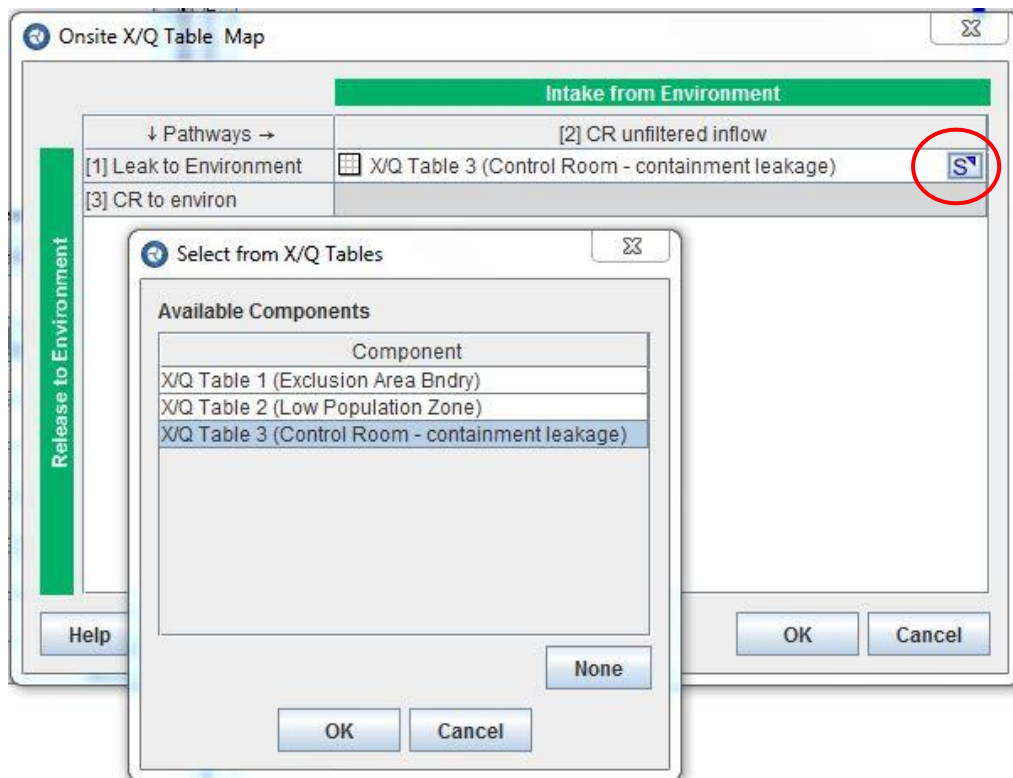 Onsite X/Q Table Map
Intake from Environment
↓ Pathways →
[2] CR unfiltered inflow
[1] Leak to Environment
X/Q Table 3 (Control Room - containment leakage)
S
[3] CR to environ
Release to Environment
Select from X/Q Tables
Available Components
Component
X/Q Table 1 (Exclusion Area Bndry)
X/Q Table 2 (Low Population Zone)
X/Q Table 3 (Control Room - containment leakage)
None
OK
Cancel
Help
OK
Cancel